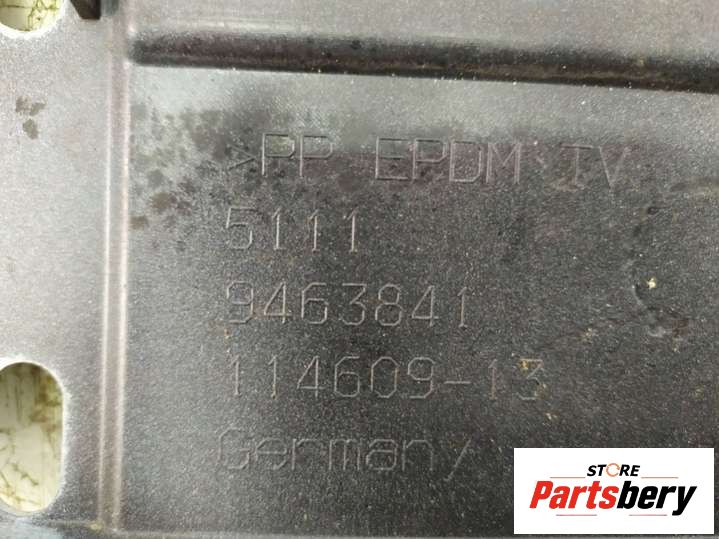 >PP EPDM TV
5111
9463841
114609-13
Germany
STORE
Partsbery